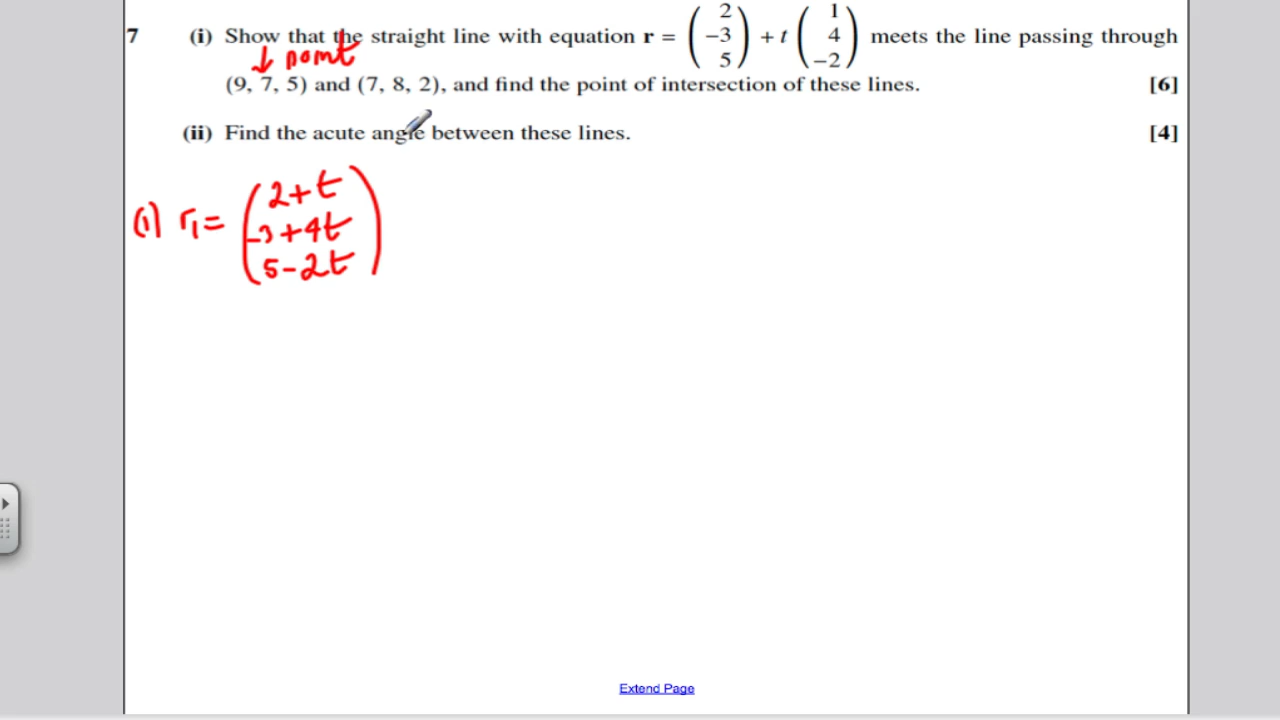 7 (i) Show that the straight line with equation r = ( 2 −3 5 ) + t ( 1 4 −2 ) meets the line passing through
↓ point
(9, 7, 5) and (7, 8, 2), and find the point of intersection of these lines. [6]
(ii) Find the acute angle between these lines. [4]
(i) r₁ = ( 2+t
-3+4t
5-2t )
Extend Page